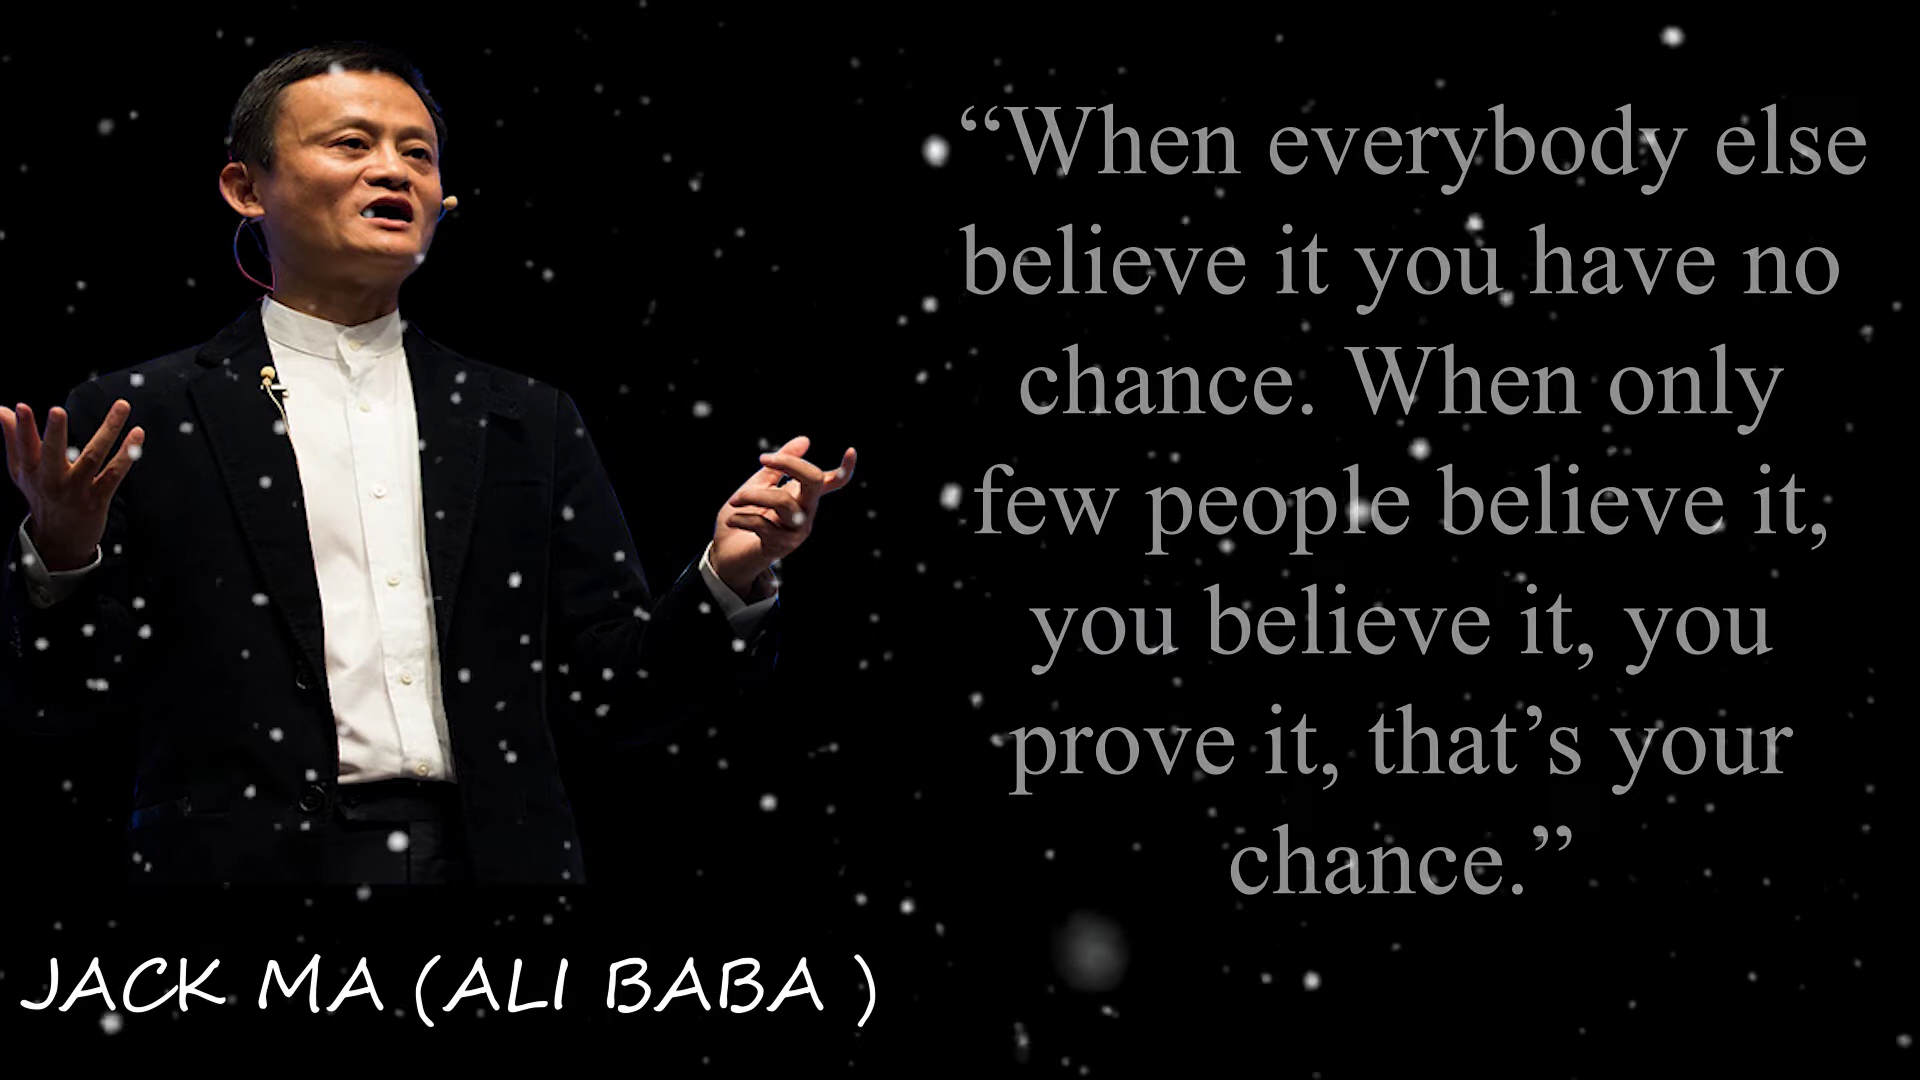 “When everybody else
believe it you have no
chance. When only
few people believe it,
you believe it, you
prove it, that’s your
chance.”
JACK MA (ALI BABA )